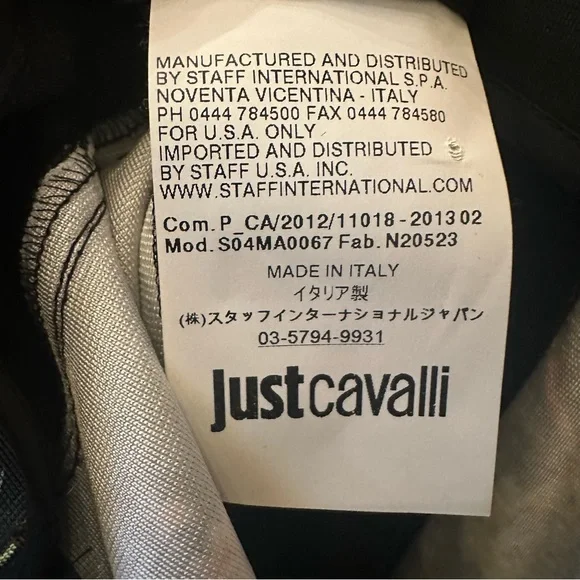 MANUFACTURED AND DISTRIBUTED
BY STAFF INTERNATIONAL S.P.A.
NOVENTA VICENTINA - ITALY
PH 0444 784500 FAX 0444 784580
FOR U.S.A. ONLY
IMPORTED AND DISTRIBUTED
BY STAFF U.S.A. INC.
WWW.STAFFINTERNATIONAL.COM
Com. P_CA/2012/11018 - 2013 02
Mod. S04MA0067 Fab. N20523
MADE IN ITALY
イタリア製
(株)スタッフインターナショナルジャパン
03-5794-9931
Justcavalli